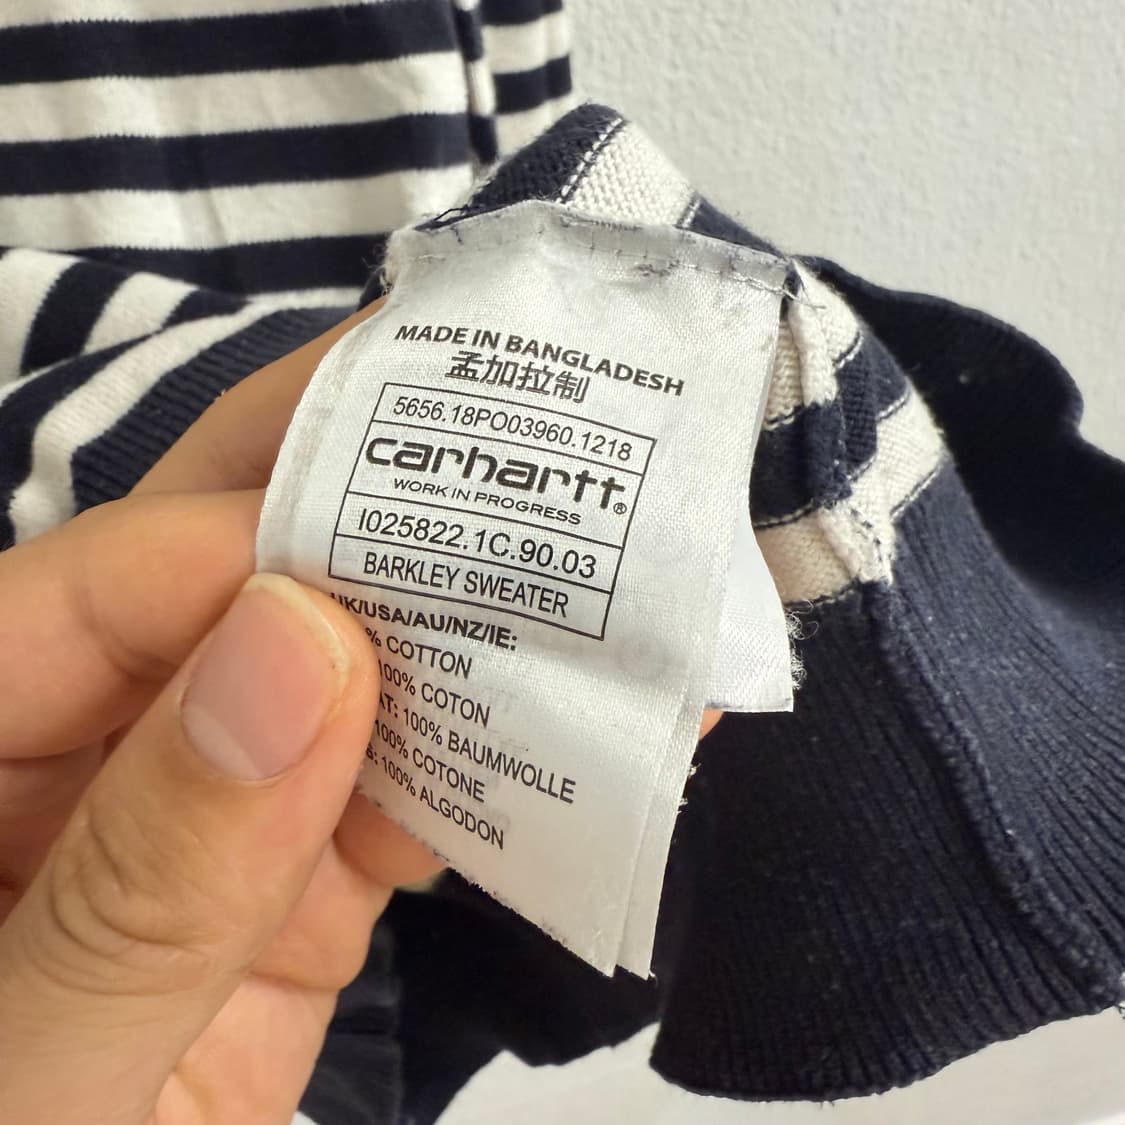 MADE IN BANGLADESH
孟加拉制
5656.18PO03960.1218
carhartt®
WORK IN PROGRESS
I025822.1C.90.03
BARKLEY SWEATER
UK/USA/AU/NZ/IE:
% COTTON
100% COTON
AT: 100% BAUMWOLLE
100% COTONE
: 100% ALGODON